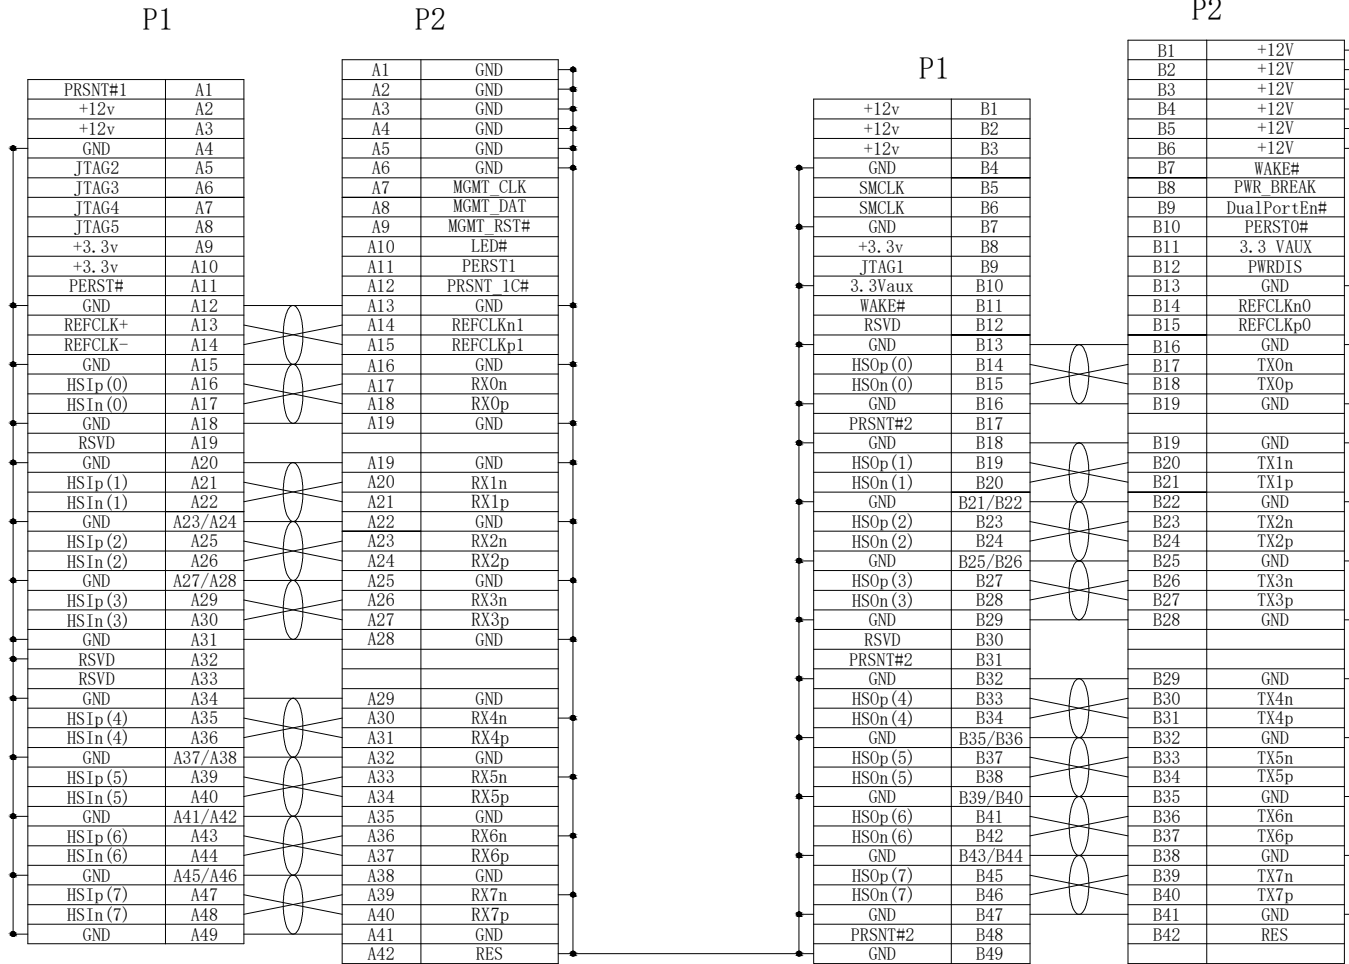 P1
PRSNT#1 A1
+12v A2
+12v A3
GND A4
JTAG2 A5
JTAG3 A6
JTAG4 A7
JTAG5 A8
+3.3v A9
+3.3v A10
PERST# A11
GND A12
REFCLK+ A13
REFCLK- A14
GND A15
HSIp(0) A16
HSIn(0) A17
GND A18
RSVD A19
GND A20
HSIp(1) A21
HSIn(1) A22
GND A23/A24
HSIp(2) A25
HSIn(2) A26
GND A27/A28
HSIp(3) A29
HSIn(3) A30
GND A31
RSVD A32
RSVD A33
GND A34
HSIp(4) A35
HSIn(4) A36
GND A37/A38
HSIp(5) A39
HSIn(5) A40
GND A41/A42
HSIp(6) A43
HSIn(6) A44
GND A45/A46
HSIp(7) A47
HSIn(7) A48
GND A49
P2
A1 GND
A2 GND
A3 GND
A4 GND
A5 GND
A6 GND
A7 MGMT_CLK
A8 MGMT_DAT
A9 MGMT_RST#
A10 LED#
A11 PERST1
A12 PRSNT_1C#
A13 GND
A14 REFCLKn1
A15 REFCLKp1
A16 GND
A17 RX0n
A18 RX0p
A19 GND
A19 GND
A20 RX1n
A21 RX1p
A22 GND
A23 RX2n
A24 RX2p
A25 GND
A26 RX3n
A27 RX3p
A28 GND
A29 GND
A30 RX4n
A31 RX4p
A32 GND
A33 RX5n
A34 RX5p
A35 GND
A36 RX6n
A37 RX6p
A38 GND
A39 RX7n
A40 RX7p
A41 GND
A42 RES
P1
+12v B1
+12v B2
+12v B3
GND B4
SMCLK B5
SMCLK B6
GND B7
+3.3v B8
JTAG1 B9
3.3Vaux B10
WAKE# B11
RSVD B12
GND B13
HSOp(0) B14
HSOn(0) B15
GND B16
PRSNT#2 B17
GND B18
HSOp(1) B19
HSOn(1) B20
GND B21/B22
HSOp(2) B23
HSOn(2) B24
GND B25/B26
HSOp(3) B27
HSOn(3) B28
GND B29
RSVD B30
PRSNT#2 B31
GND B32
HSOp(4) B33
HSOn(4) B34
GND B35/B36
HSOp(5) B37
HSOn(5) B38
GND B39/B40
HSOp(6) B41
HSOn(6) B42
GND B43/B44
HSOp(7) B45
HSOn(7) B46
GND B47
PRSNT#2 B48
GND B49
P2
B1 +12V
B2 +12V
B3 +12V
B4 +12V
B5 +12V
B6 +12V
B7 WAKE#
B8 PWR_BREAK
B9 DualPortEn#
B10 PERST0#
B11 3.3 VAUX
B12 PWRDIS
B13 GND
B14 REFCLKn0
B15 REFCLKp0
B16 GND
B17 TX0n
B18 TX0p
B19 GND
B19 GND
B20 TX1n
B21 TX1p
B22 GND
B23 TX2n
B24 TX2p
B25 GND
B26 TX3n
B27 TX3p
B28 GND
B29 GND
B30 TX4n
B31 TX4p
B32 GND
B33 TX5n
B34 TX5p
B35 GND
B36 TX6n
B37 TX6p
B38 GND
B39 TX7n
B40 TX7p
B41 GND
B42 RES